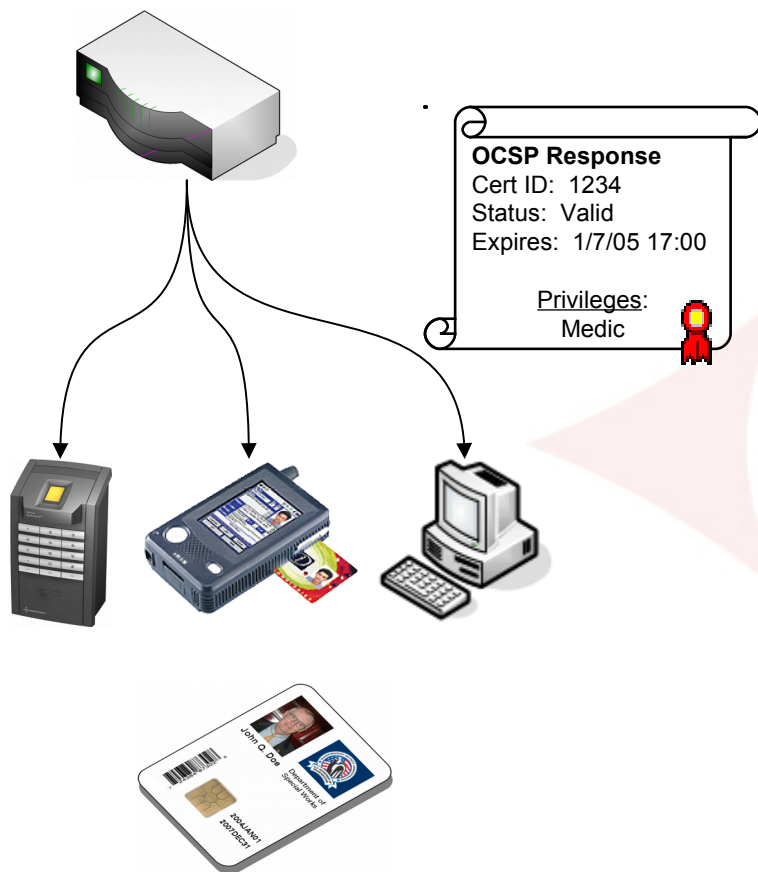 OCSP Response
Cert ID: 1234
Status: Valid
Expires: 1/7/05 17:00
Privileges:
Medic
John Q. Doe
Department of
Special Works
2004JAN01
2007DEC31